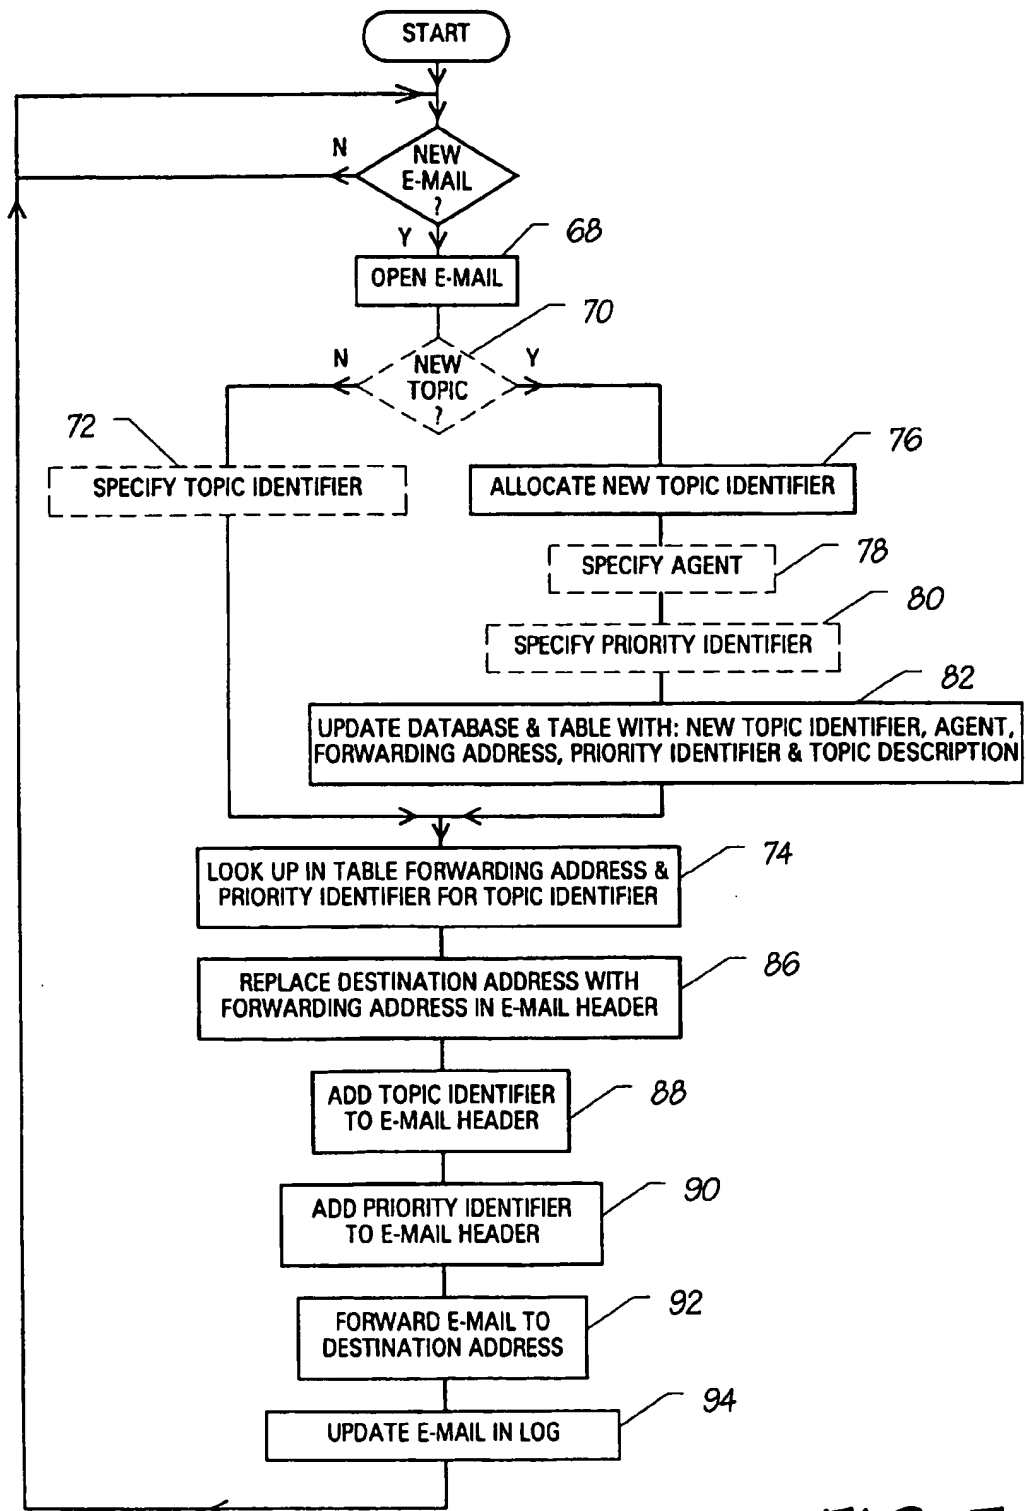 START
N
NEW
E-MAIL
?
Y
68
OPEN E-MAIL
70
N
NEW
TOPIC
?
Y
72
SPECIFY TOPIC IDENTIFIER
76
ALLOCATE NEW TOPIC IDENTIFIER
SPECIFY AGENT
78
80
SPECIFY PRIORITY IDENTIFIER
82
UPDATE DATABASE & TABLE WITH: NEW TOPIC IDENTIFIER, AGENT,
FORWARDING ADDRESS, PRIORITY IDENTIFIER & TOPIC DESCRIPTION
74
LOOK UP IN TABLE FORWARDING ADDRESS &
PRIORITY IDENTIFIER FOR TOPIC IDENTIFIER
86
REPLACE DESTINATION ADDRESS WITH
FORWARDING ADDRESS IN E-MAIL HEADER
88
ADD TOPIC IDENTIFIER
TO E-MAIL HEADER
90
ADD PRIORITY IDENTIFIER
TO E-MAIL HEADER
92
FORWARD E-MAIL TO
DESTINATION ADDRESS
94
UPDATE E-MAIL IN LOG